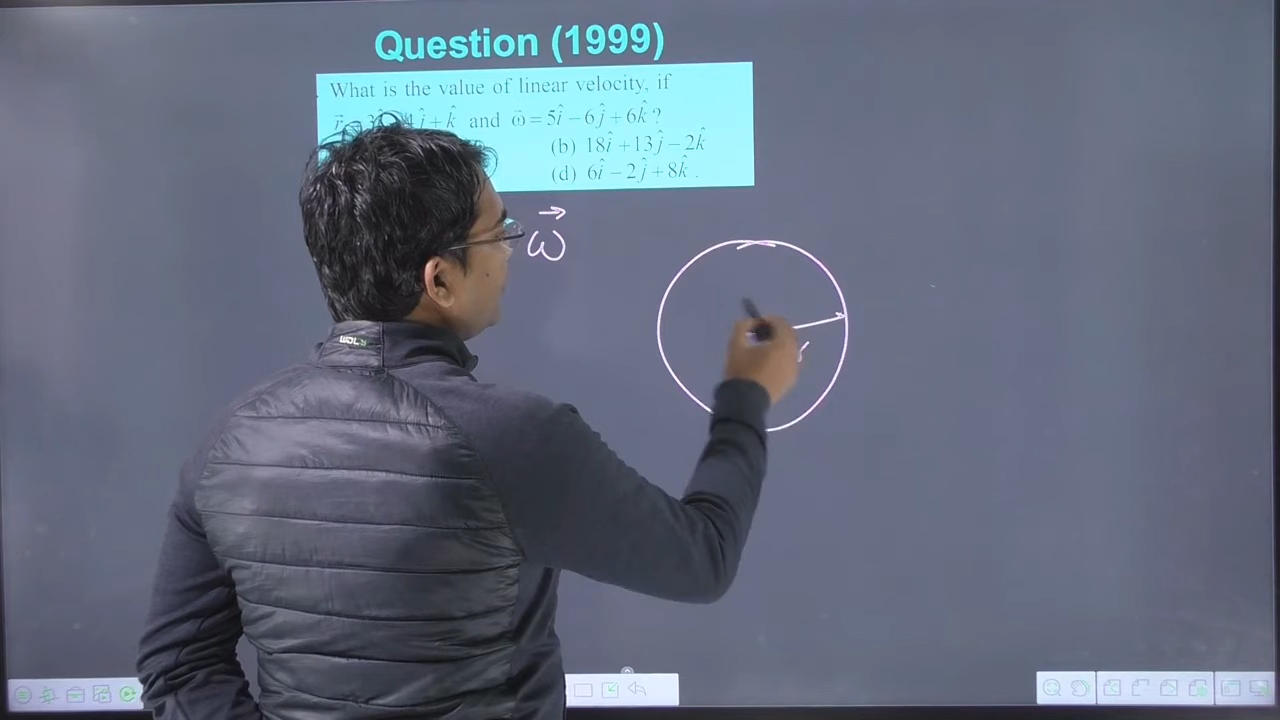 Question (1999)
What is the value of linear velocity, if
ĵ + k̂ and ω⃗ = 5î − 6ĵ + 6k̂ ?
(b) 18î + 13ĵ − 2k̂
(d) 6î − 2ĵ + 8k̂ .
ω⃗
r